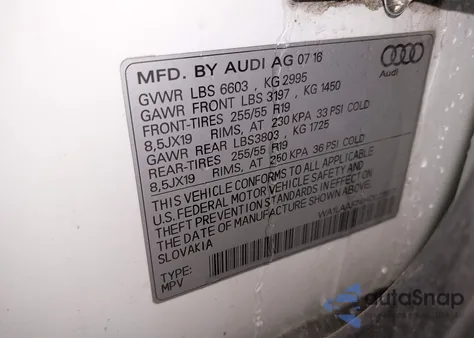 MFD. BY AUDI AG 07 16
GVWR LBS 6603 , KG 2995
GAWR FRONT LBS 3197 , KG 1450
FRONT-TIRES 255/55 R19
8,5JX19 RIMS, AT 230 KPA 33 PSI COLD
GAWR REAR LBS3803 , KG 1725
REAR-TIRES 255/55 R19
8,5JX19 RIMS, AT 250 KPA 36 PSI COLD
THIS VEHICLE CONFORMS TO ALL APPLICABLE
U.S. FEDERAL MOTOR VEHICLE SAFETY AND
THEFT PREVENTION STANDARDS IN EFFECT ON
THE DATE OF MANUFACTURE SHOWN ABOVE.
SLOVAKIA
TYPE:
MPV
Audi
autoSnap